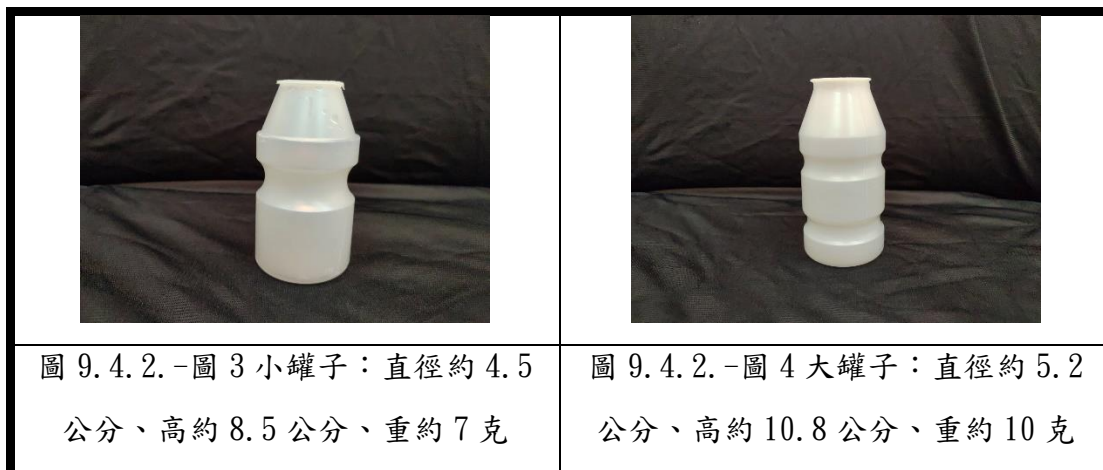 圖 9.4.2.-圖 3 小罐子：直徑約 4.5
公分、高約 8.5 公分、重約 7 克
圖 9.4.2.-圖 4 大罐子：直徑約 5.2
公分、高約 10.8 公分、重約 10 克